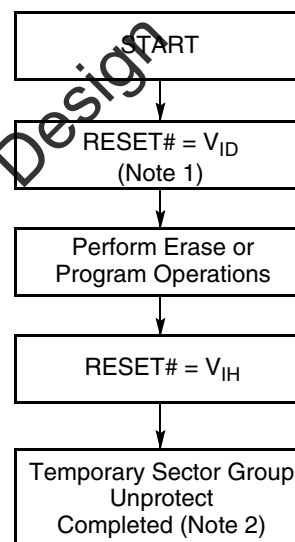 START
Design
RESET# = VID
(Note 1)
Perform Erase or
Program Operations
RESET# = VIH
Temporary Sector Group
Unprotect
Completed (Note 2)